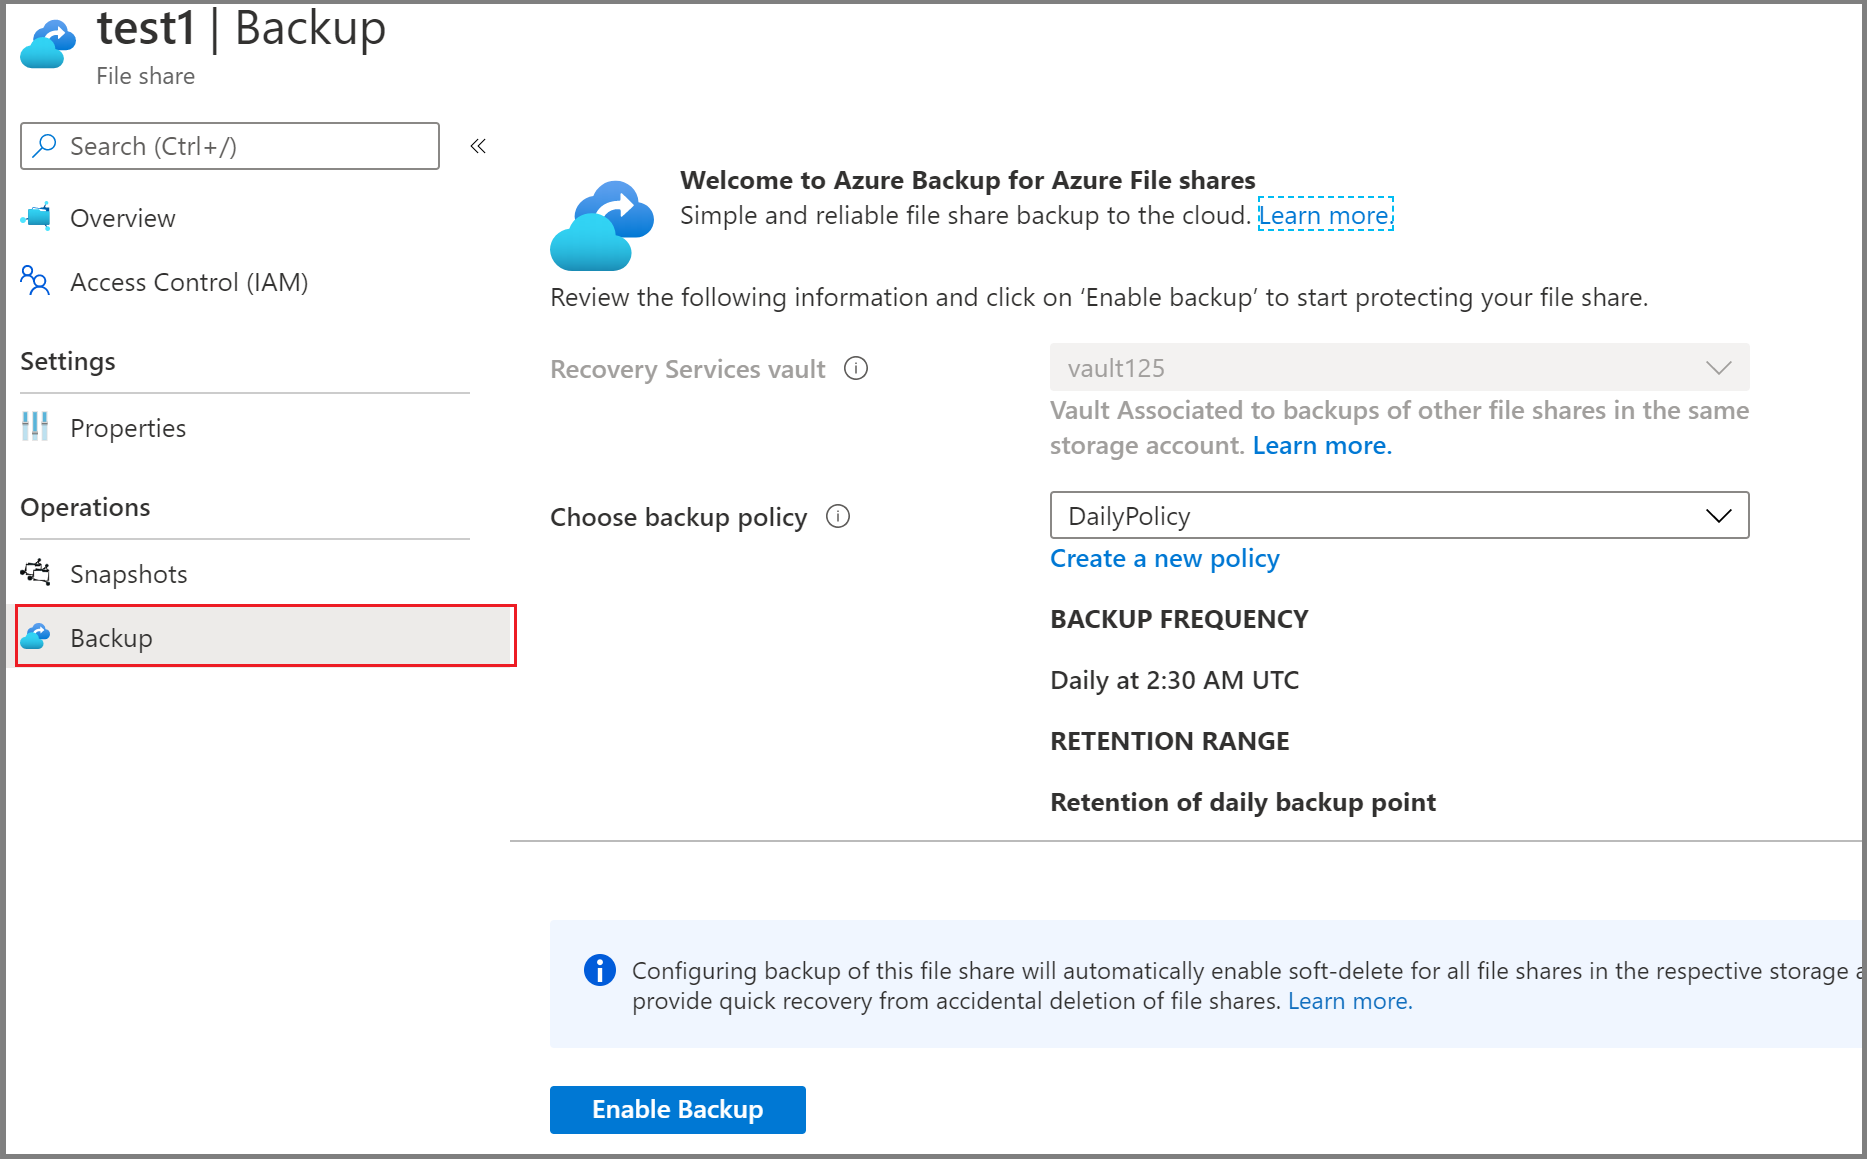 test1 | Backup
File share
Search (Ctrl+/)
«
Overview
Access Control (IAM)
Settings
Properties
Operations
Snapshots
Backup
Welcome to Azure Backup for Azure File shares
Simple and reliable file share backup to the cloud. Learn more.
Review the following information and click on ‘Enable backup’ to start protecting your file share.
Recovery Services vault
vault125
Vault Associated to backups of other file shares in the same
storage account. Learn more.
Choose backup policy
DailyPolicy
Create a new policy
BACKUP FREQUENCY
Daily at 2:30 AM UTC
RETENTION RANGE
Retention of daily backup point
Configuring backup of this file share will automatically enable soft-delete for all file shares in the respective storage
provide quick recovery from accidental deletion of file shares. Learn more.
Enable Backup